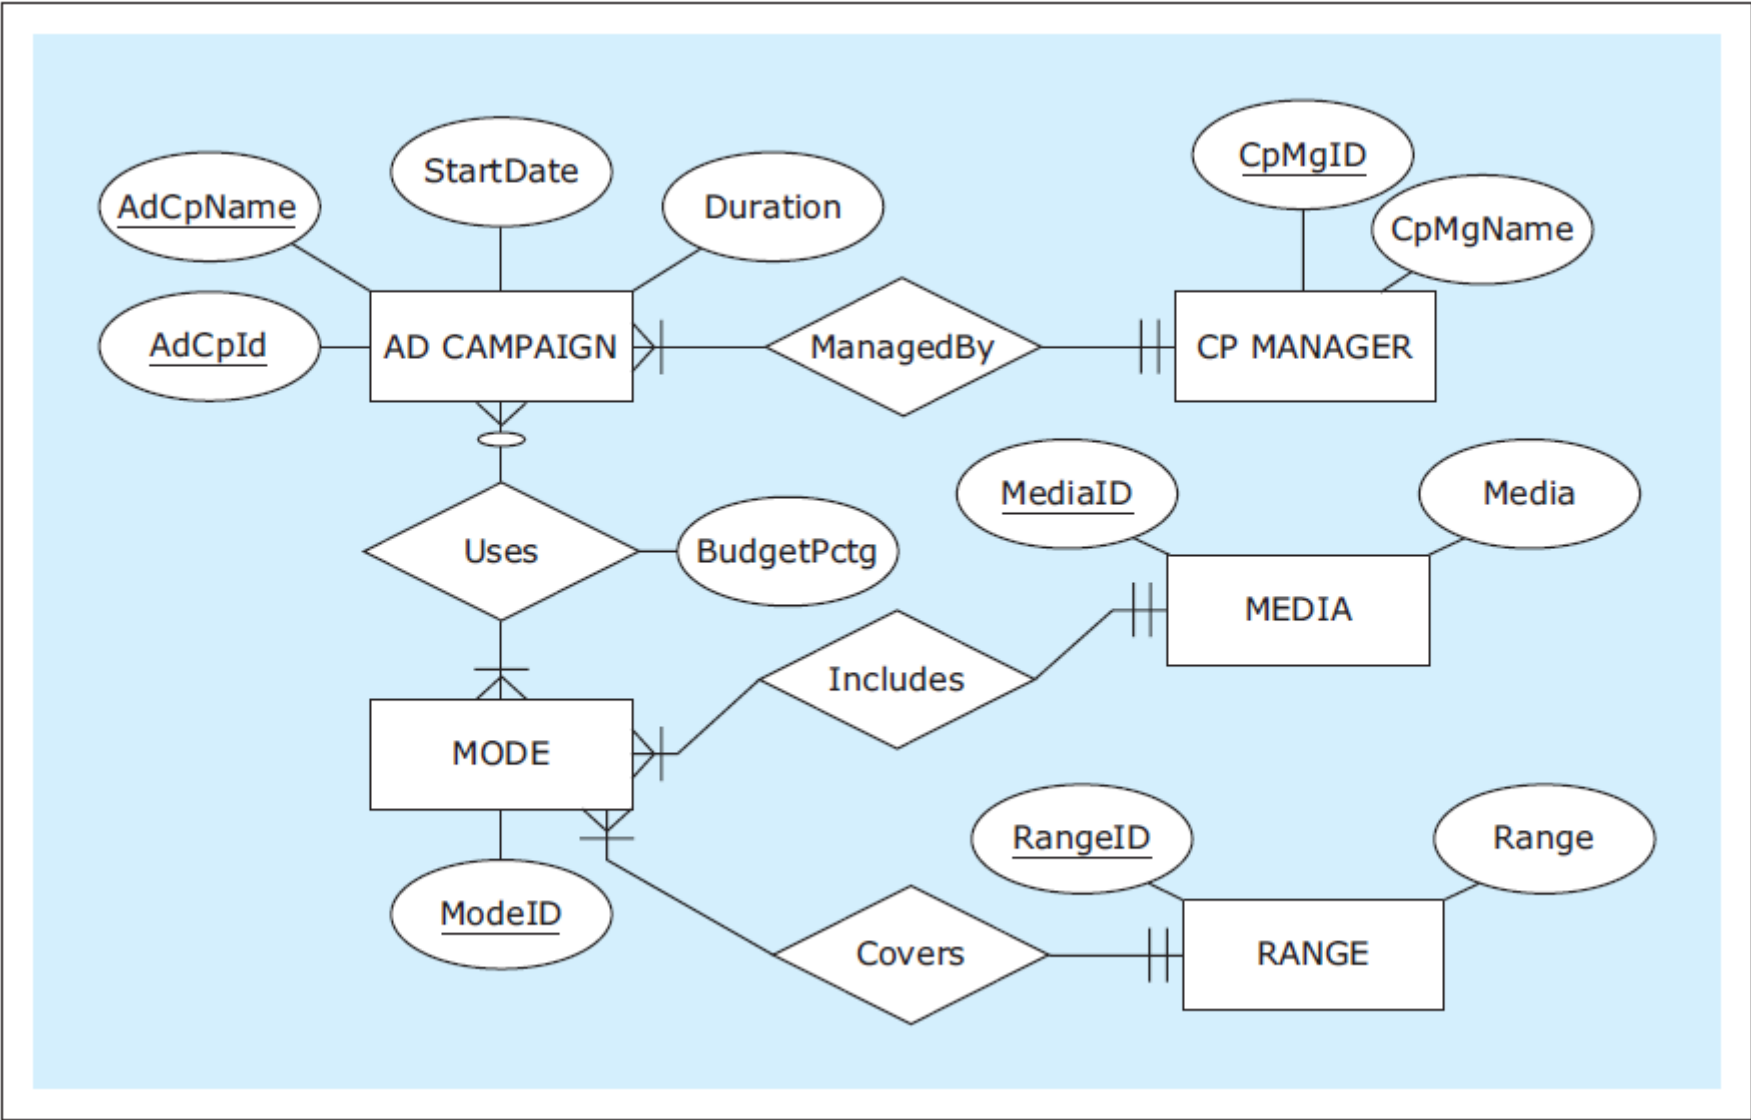 StartDate
CpMgID
AdCpName
Duration
CpMgName
AdCpId
AD CAMPAIGN
ManagedBy
CP MANAGER
MediaID
Media
Uses
BudgetPctg
MEDIA
Includes
MODE
RangeID
Range
ModeID
Covers
RANGE